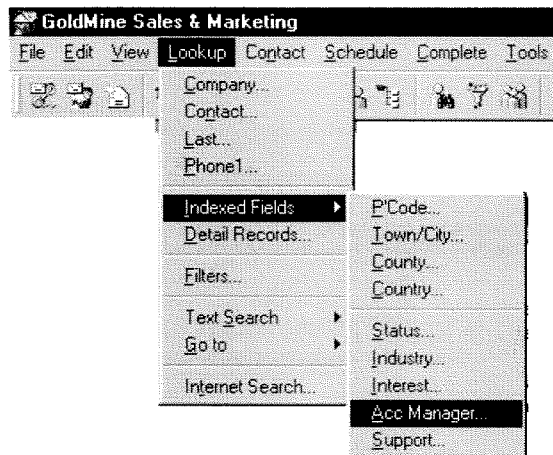 GoldMine Sales & Marketing
File Edit View Lookup Contact Schedule Complete Tools
Company...
Contact...
Last...
Phone1...
Indexed Fields
Detail Records...
Filters...
Text Search
Go to
Internet Search...
P'Code...
Town/City...
County...
Country...
Status...
Industry...
Interest...
Acc Manager...
Support...